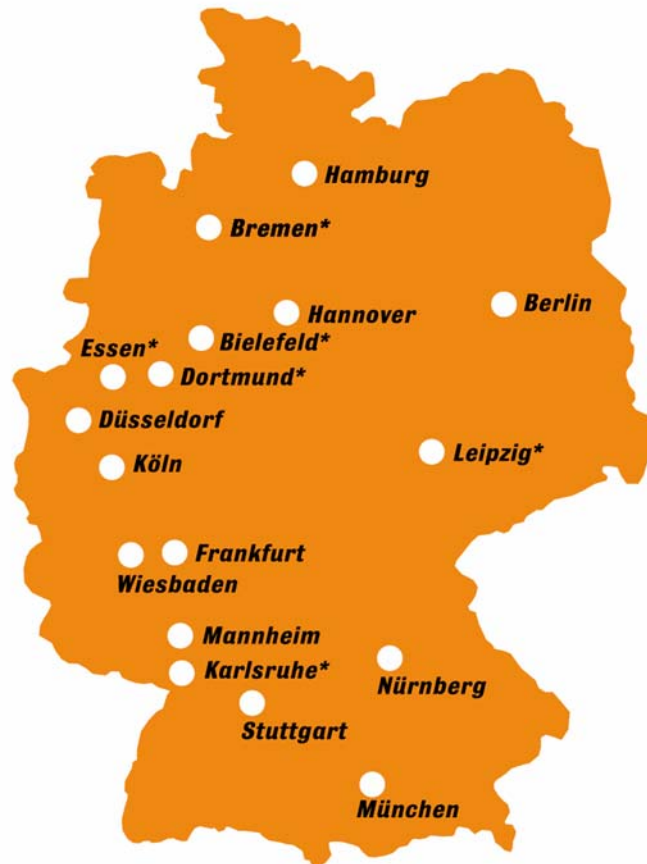 Hamburg
Bremen*
Berlin
Hannover
Bielefeld*
Essen*
Dortmund*
Düsseldorf
Leipzig*
Köln
Frankfurt
Wiesbaden
Mannheim
Karlsruhe*
Nürnberg
Stuttgart
München